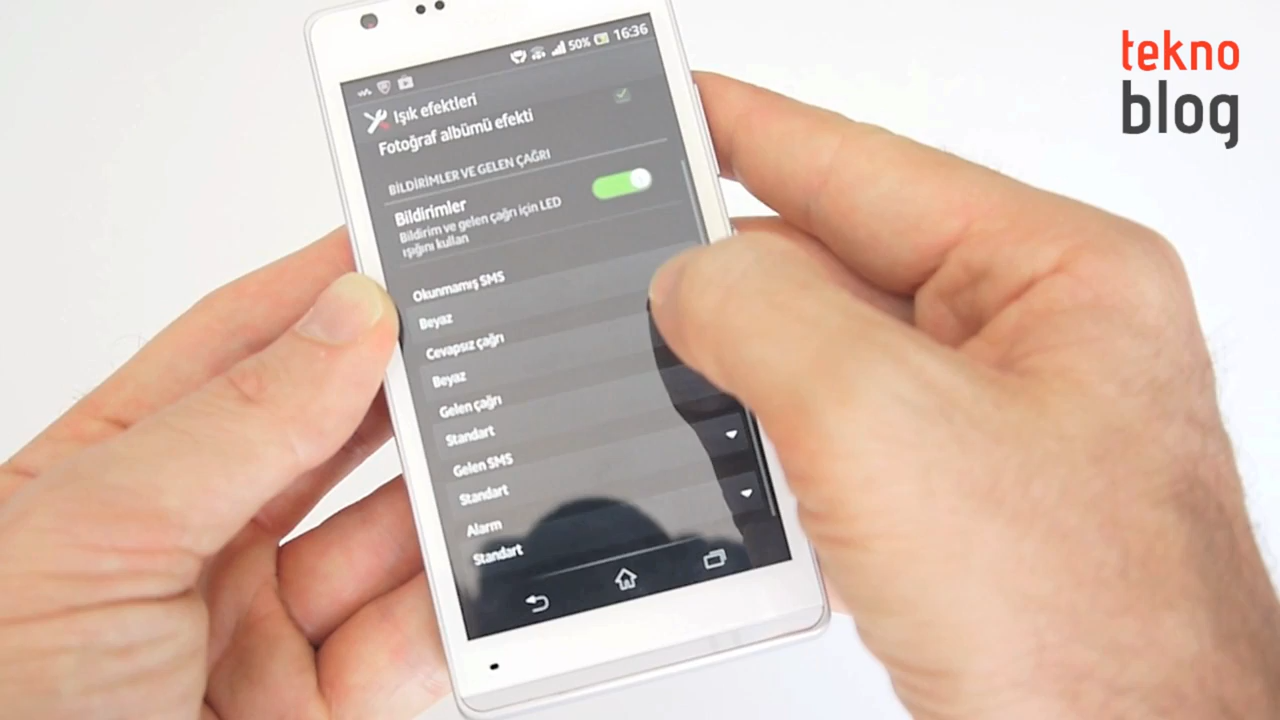 tekno
blog
50% 16:36
Işık efektleri
Fotoğraf albümü efekti
BİLDİRİMLER VE GELEN ÇAĞRI
Bildirimler
Bildirim ve gelen çağrı için LED
ışığını kullan
Okunmamış SMS
Beyaz
Cevapsız çağrı
Beyaz
Gelen çağrı
Standart
Gelen SMS
Standart
Alarm
Standart